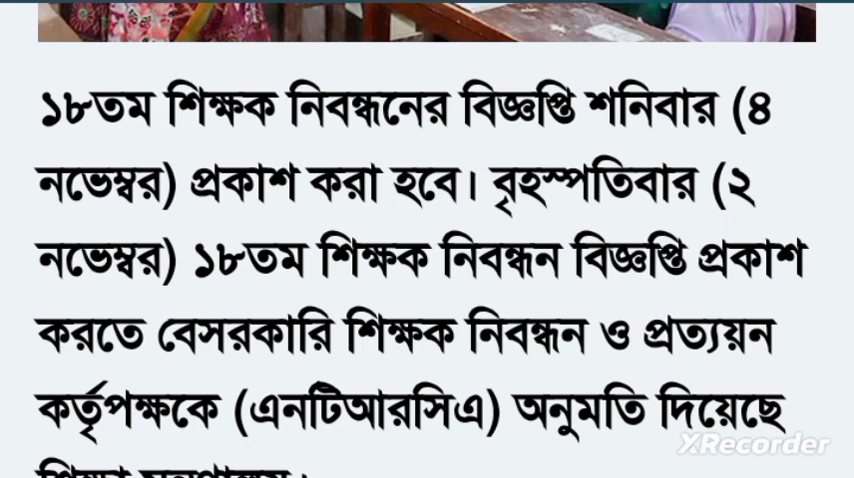 ১৮তম শিক্ষক নিবন্ধনের বিজ্ঞপ্তি শনিবার (৪
নভেম্বর) প্রকাশ করা হবে। বৃহস্পতিবার (২
নভেম্বর) ১৮তম শিক্ষক নিবন্ধন বিজ্ঞপ্তি প্রকাশ
করতে বেসরকারি শিক্ষক নিবন্ধন ও প্রত্যয়ন
কর্তৃপক্ষকে (এনটিআরসিএ) অনুমতি দিয়েছে
XRecorder